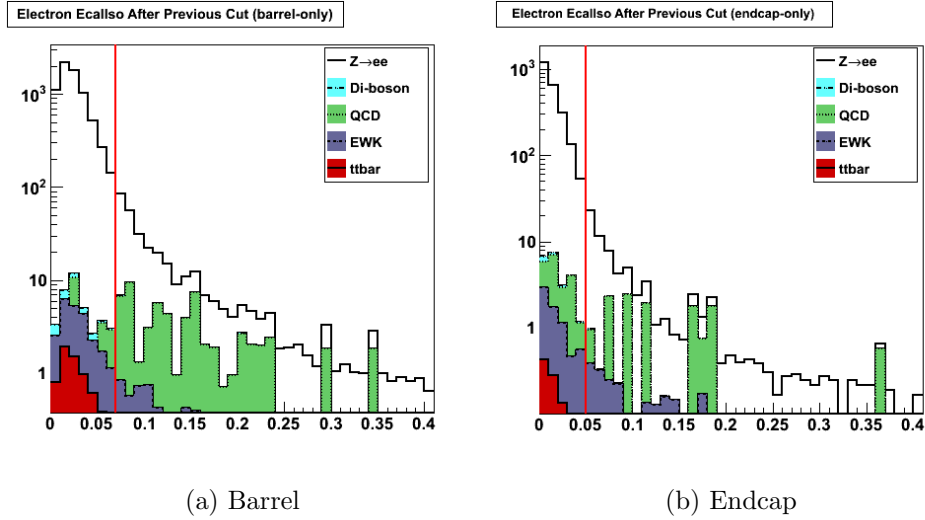 Electron EcalIso After Previous Cut (barrel-only)
Z→ee
Di-boson
QCD
EWK
ttbar
10³
10²
10
1
0 0.05 0.1 0.15 0.2 0.25 0.3 0.35 0.4
(a) Barrel
Electron EcalIso After Previous Cut (endcap-only)
Z→ee
Di-boson
QCD
EWK
ttbar
10³
10²
10
1
0 0.05 0.1 0.15 0.2 0.25 0.3 0.35 0.4
(b) Endcap